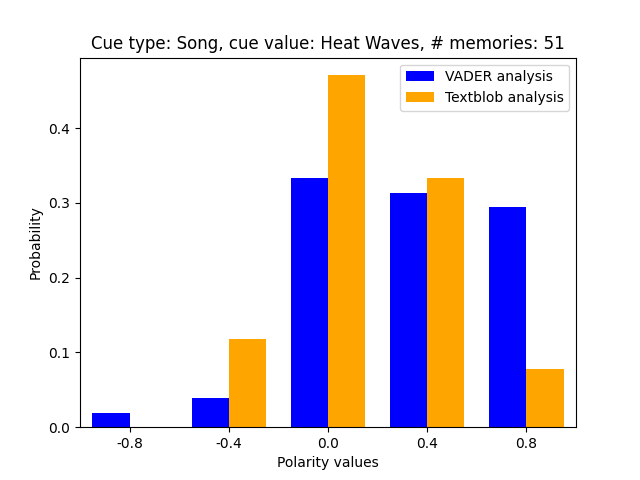 Cue type: Song, cue value: Heat Waves, # memories: 51
VADER analysis
Textblob analysis
Probability
0.4
0.3
0.2
0.1
0.0
-0.8 -0.4 0.0 0.4 0.8
Polarity values